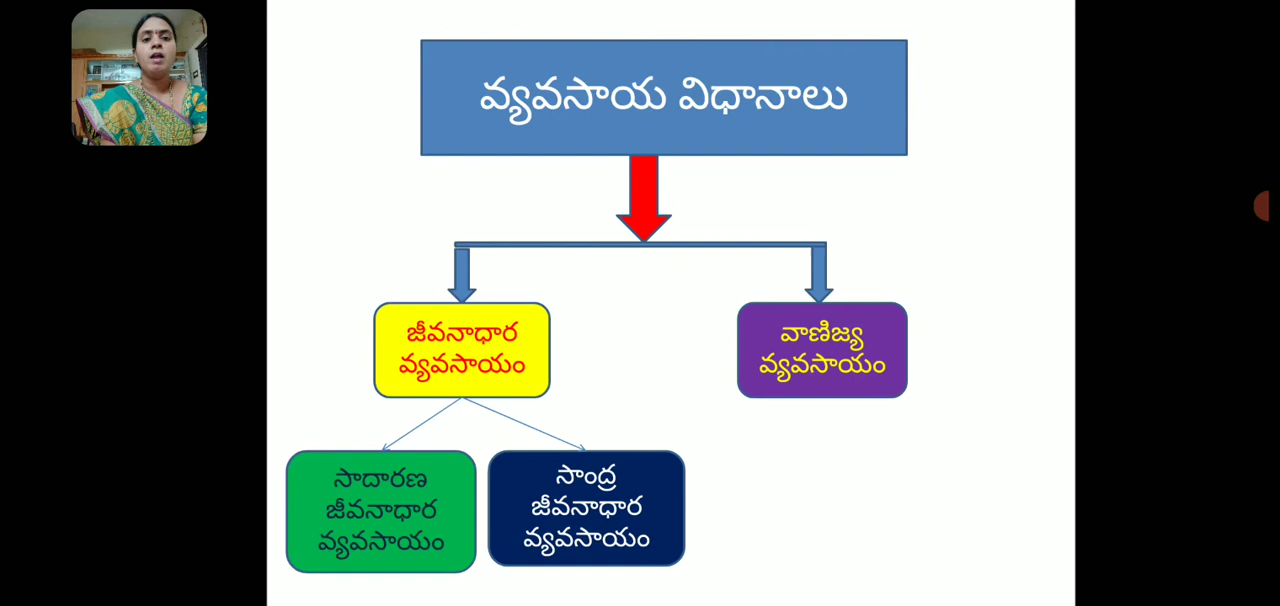 వ్యవసాయ విధానాలు
జీవనాధార
వ్యవసాయం
వాణిజ్య
వ్యవసాయం
సాదారణ
జీవనాధార
వ్యవసాయం
సాంద్ర
జీవనాధార
వ్యవసాయం